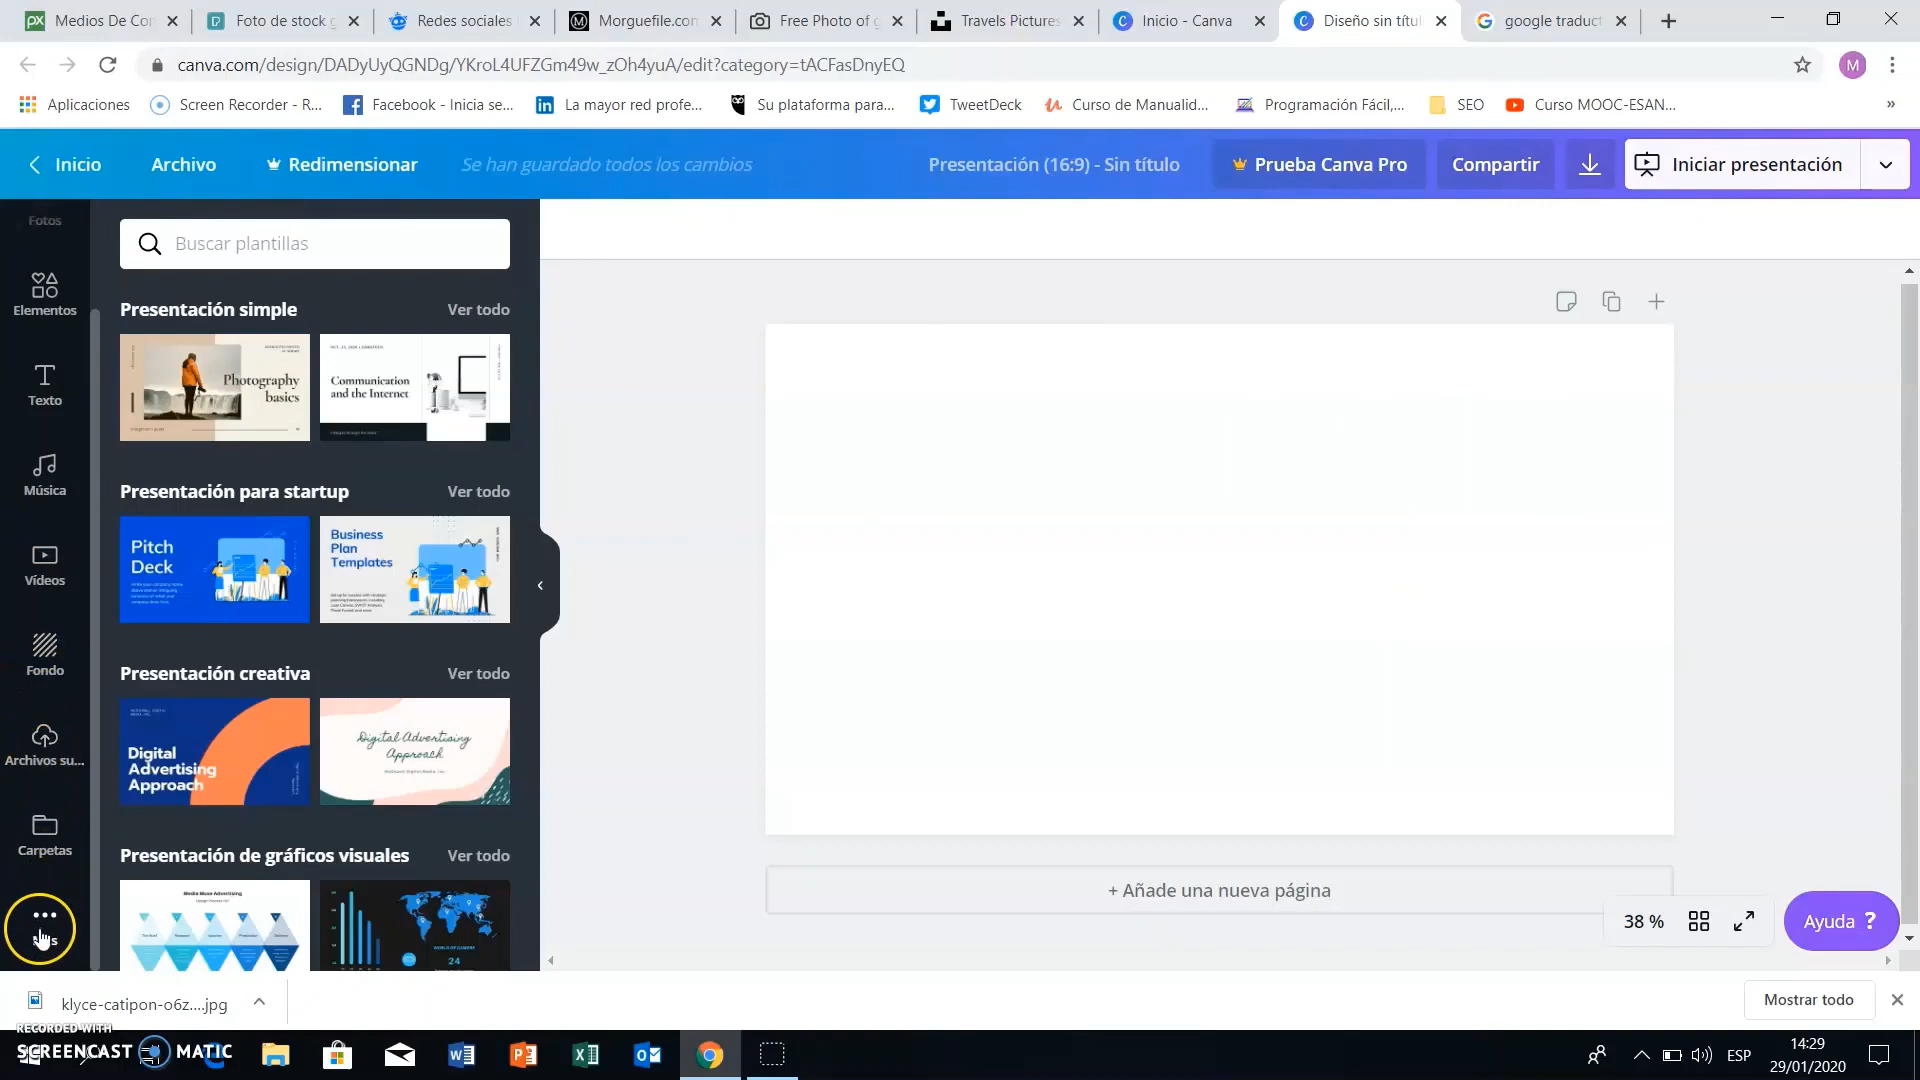 Medios De Con
Foto de stock g
Redes sociales
Morguefile.com
Free Photo of g
Travels Pictures
Inicio - Canva
Diseño sin títu
google traduct
canva.com/design/DADyUyQGNDg/YKroL4UFZGm49w_zOh4yuA/edit?category=tACFasDnyEQ
M
Aplicaciones
Screen Recorder - R...
Facebook - Inicia se...
La mayor red profe...
Su plataforma para...
TweetDeck
Curso de Manualid...
Programación Fácil,...
SEO
Curso MOOC-ESAN...
»
Inicio
Archivo
Redimensionar
Se han guardado todos los cambios
Presentación (16:9) - Sin título
Prueba Canva Pro
Compartir
Iniciar presentación
Fotos
Elementos
Texto
Música
Vídeos
Fondo
Archivos su...
Carpetas
Buscar plantillas
Presentación simple
Ver todo
Photography
basics
Communication
and the Internet
Presentación para startup
Ver todo
Pitch
Deck
Business
Plan
Templates
Presentación creativa
Ver todo
Digital
Advertising
Approach
Digital Advertising
Approach
Presentación de gráficos visuales
Ver todo
Media Muse Advertising
24
+ Añade una nueva página
38 %
Ayuda ?
klyce-catipon-o6z....jpg
Mostrar todo
RECORDED WITH
SCREENCAST MATIC
ESP
14:29
29/01/2020